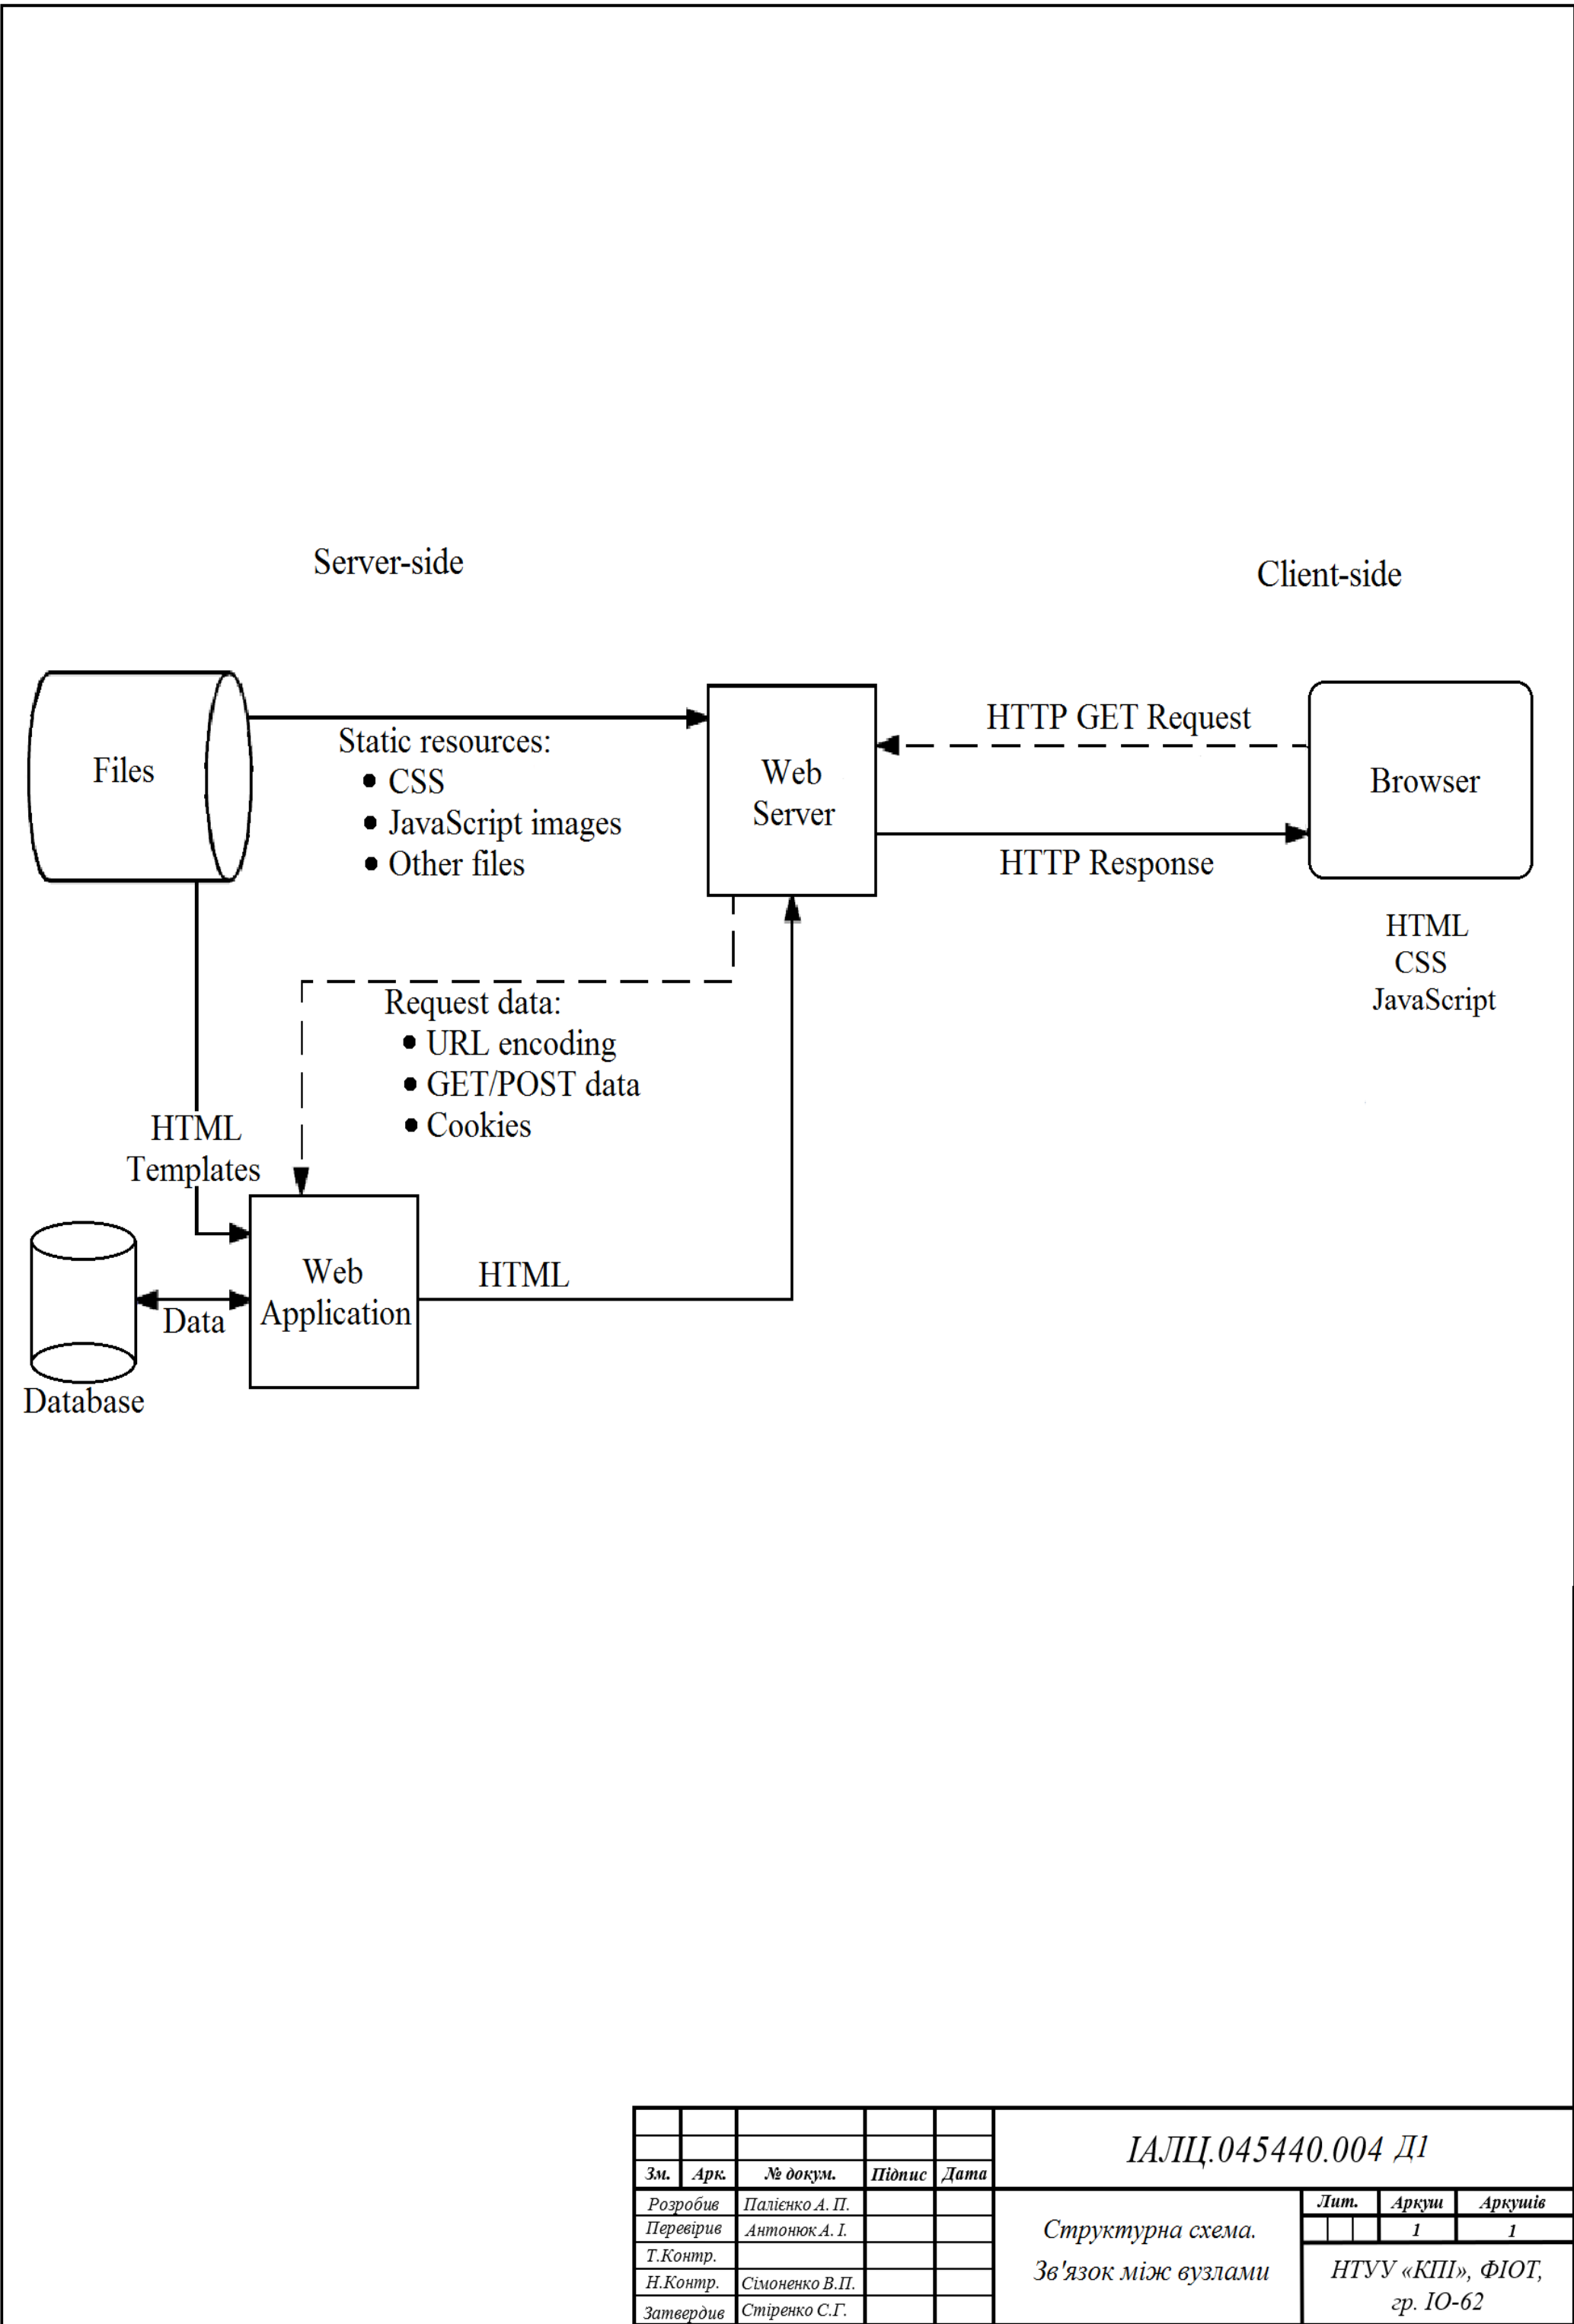 Server-side
Client-side
Files
Static resources:
• CSS
• JavaScript images
• Other files
Web
Server
HTTP GET Request
HTTP Response
Browser
HTML
CSS
JavaScript
Request data:
• URL encoding
• GET/POST data
• Cookies
HTML
Templates
Web
Application
HTML
Data
Database
ІАЛЦ.045440.004 Д1
Зм. Арк. № докум. Підпис Дата
Розробив Палієнко А. П.
Перевірив Антонюк А. І.
Т.Контр.
Н.Контр. Сімоненко В.П.
Затвердив Стіренко С.Г.
Структурна схема.
Зв'язок між вузлами
Лит. Аркуш Аркушів
1 1
НТУУ «КПІ», ФІОТ,
гр. ІО-62